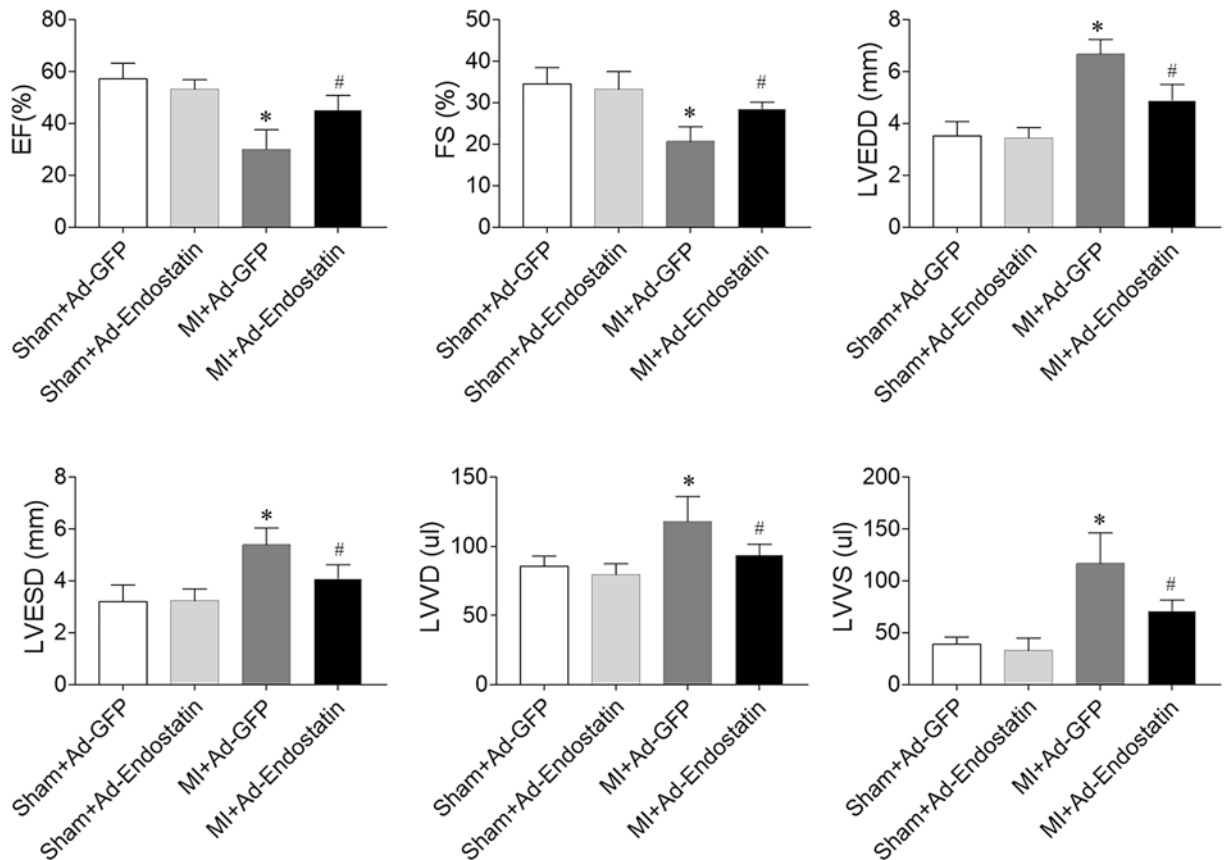 EF(%)
80
60
40
20
0
*
#
Sham+Ad-GFP
Sham+Ad-Endostatin
MI+Ad-GFP
MI+Ad-Endostatin
FS (%)
50
40
30
20
10
0
*
#
Sham+Ad-GFP
Sham+Ad-Endostatin
MI+Ad-GFP
MI+Ad-Endostatin
LVEDD (mm)
8
6
4
2
0
*
#
Sham+Ad-GFP
Sham+Ad-Endostatin
MI+Ad-GFP
MI+Ad-Endostatin
LVESD (mm)
8
6
4
2
0
*
#
Sham+Ad-GFP
Sham+Ad-Endostatin
MI+Ad-GFP
MI+Ad-Endostatin
LVVD (ul)
150
100
50
0
*
#
Sham+Ad-GFP
Sham+Ad-Endostatin
MI+Ad-GFP
MI+Ad-Endostatin
LVVS (ul)
200
150
100
50
0
*
#
Sham+Ad-GFP
Sham+Ad-Endostatin
MI+Ad-GFP
MI+Ad-Endostatin